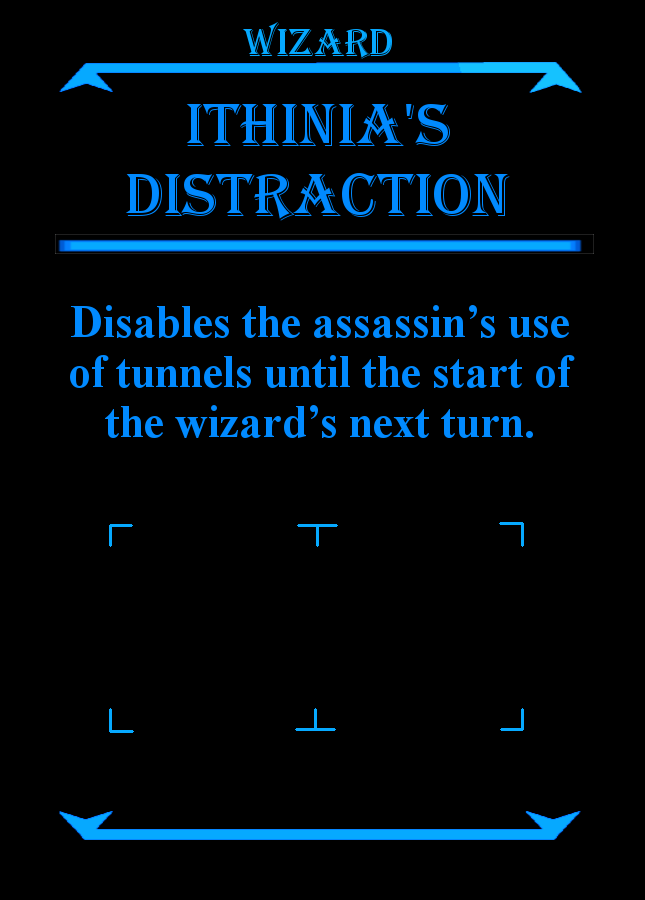 WIZARD
ITHINIA'S
DISTRACTION
Disables the assassin’s use
of tunnels until the start of
the wizard’s next turn.